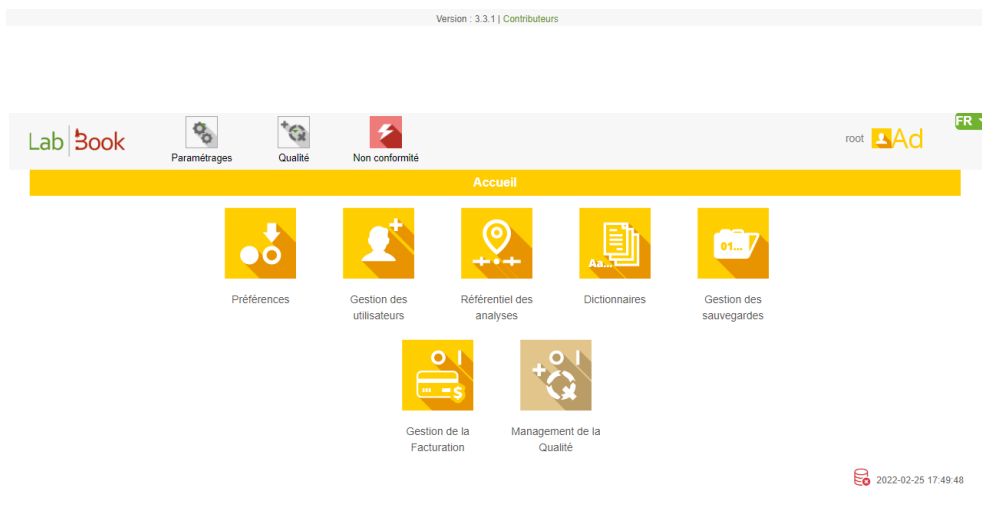 Version : 3.3.1 | Contributeurs
FR
Lab Book
root
Ad
Paramétrages
Qualité
Non conformité
Accueil
01...
Aa...
Préférences
Gestion des
utilisateurs
Référentiel des
analyses
Dictionnaires
Gestion des
sauvegardes
$
Gestion de la
Facturation
Management de la
Qualité
2022-02-25 17:49:48